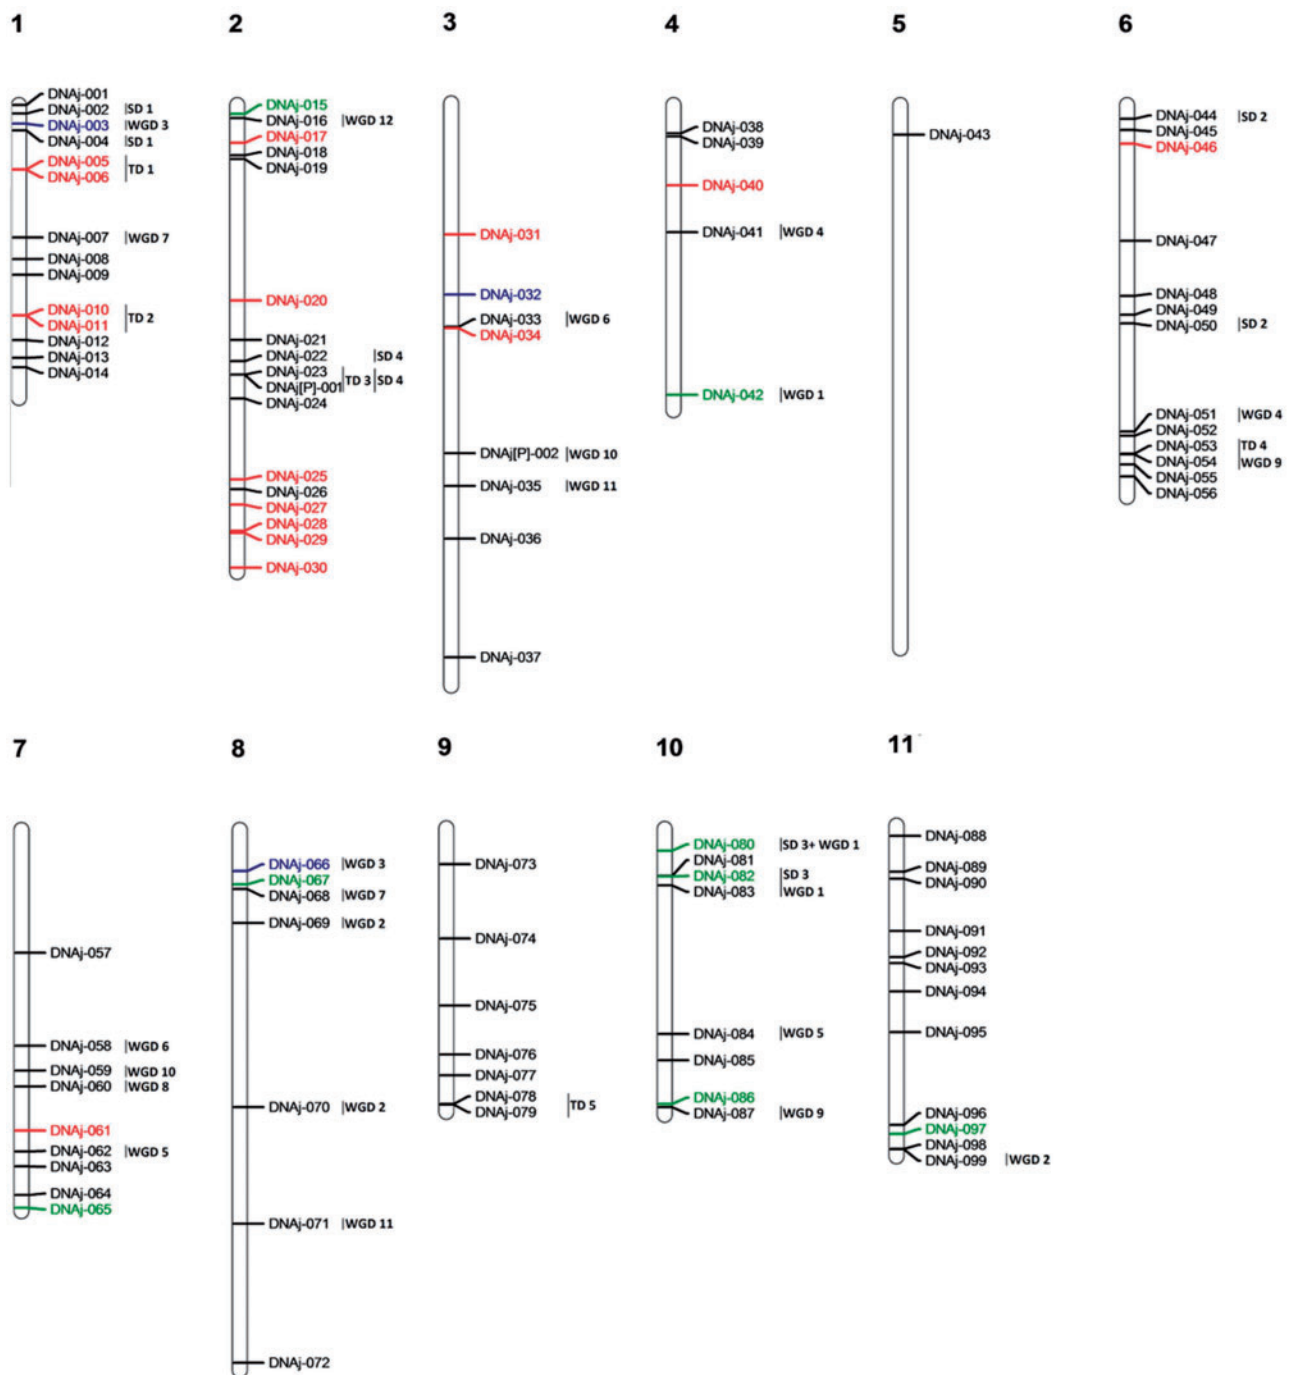 1
DNAj-001
DNAj-002 |SD 1
DNAj-003 |WGD 3
DNAj-004 |SD 1
DNAj-005
TD 1
DNAj-006
DNAj-007 |WGD 7
DNAj-008
DNAj-009
DNAj-010
TD 2
DNAj-011
DNAj-012
DNAj-013
DNAj-014
2
DNAj-015
DNAj-016 |WGD 12
DNAj-017
DNAj-018
DNAj-019
DNAj-020
DNAj-021
DNAj-022 |SD 4
DNAj-023
TD 3 |SD 4
DNAj[P]-001
DNAj-024
DNAj-025
DNAj-026
DNAj-027
DNAj-028
DNAj-029
DNAj-030
3
DNAj-031
DNAj-032
DNAj-033 |WGD 6
DNAj-034
DNAj[P]-002 |WGD 10
DNAj-035 |WGD 11
DNAj-036
DNAj-037
4
DNAj-038
DNAj-039
DNAj-040
DNAj-041 |WGD 4
DNAj-042 |WGD 1
5
DNAj-043
6
DNAj-044 |SD 2
DNAj-045
DNAj-046
DNAj-047
DNAj-048
DNAj-049
DNAj-050 |SD 2
DNAj-051 |WGD 4
DNAj-052
DNAj-053 |TD 4
DNAj-054 |WGD 9
DNAj-055
DNAj-056
7
DNAj-057
DNAj-058 |WGD 6
DNAj-059 |WGD 10
DNAj-060 |WGD 8
DNAj-061
DNAj-062 |WGD 5
DNAj-063
DNAj-064
DNAj-065
8
DNAj-066 |WGD 3
DNAj-067
DNAj-068 |WGD 7
DNAj-069 |WGD 2
DNAj-070 |WGD 2
DNAj-071 |WGD 11
DNAj-072
9
DNAj-073
DNAj-074
DNAj-075
DNAj-076
DNAj-077
DNAj-078
TD 5
DNAj-079
10
DNAj-080 |SD 3+ WGD 1
DNAj-081
DNAj-082 |SD 3
DNAj-083 |WGD 1
DNAj-084 |WGD 5
DNAj-085
DNAj-086
DNAj-087 |WGD 9
11
DNAj-088
DNAj-089
DNAj-090
DNAj-091
DNAj-092
DNAj-093
DNAj-094
DNAj-095
DNAj-096
DNAj-097
DNAj-098
DNAj-099 |WGD 2